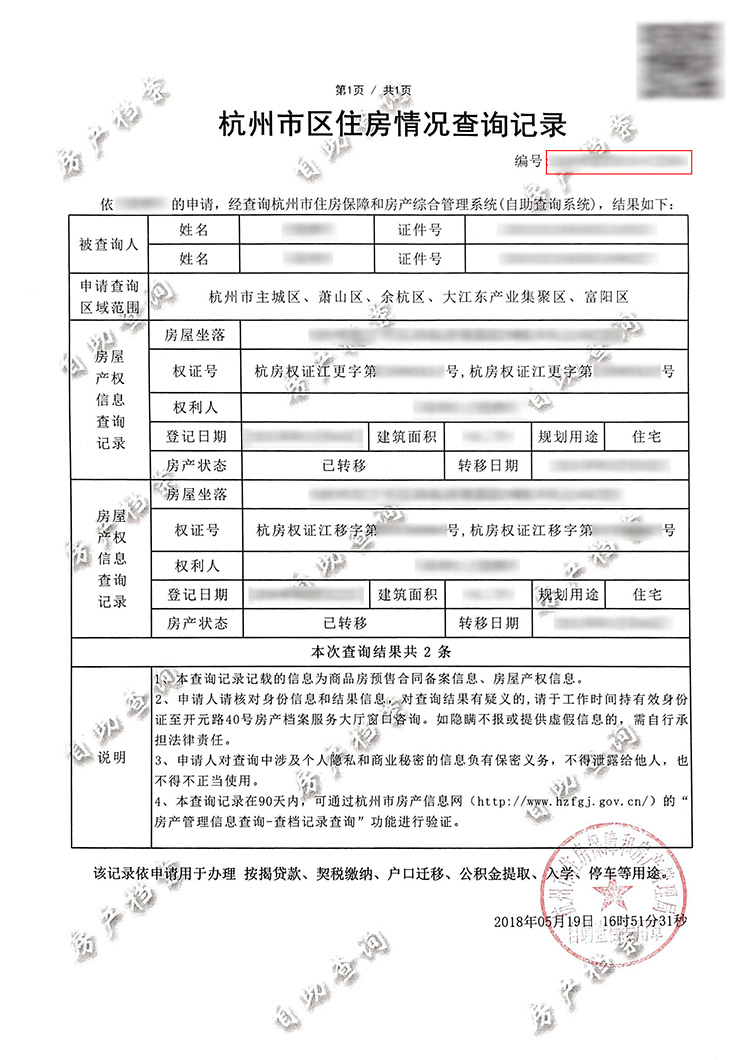 第1页 / 共1页
杭州市区住房情况查询记录
编号
依 的申请，经查询杭州市住房保障和房产综合管理系统(自助查询系统)，结果如下：
被查询人 姓名 证件号
姓名 证件号
申请查询区域范围 杭州市主城区、萧山区、余杭区、大江东产业集聚区、富阳区
房屋产权信息查询记录
房屋坐落
权证号 杭房权证江更字第 号,杭房权证江更字第 号
权利人
登记日期 建筑面积 规划用途 住宅
房产状态 已转移 转移日期
房屋产权信息查询记录
房屋坐落
权证号 杭房权证江移字第 号,杭房权证江移字第 号
权利人
登记日期 建筑面积 规划用途 住宅
房产状态 已转移 转移日期
本次查询结果共 2 条
说明
1、本查询记录记载的信息为商品房预售合同备案信息、房屋产权信息。
2、申请人请核对身份信息和结果信息，对查询结果有疑义的,请于工作时间持有效身份
证至开元路40号房产档案服务大厅窗口咨询。如隐瞒不报或提供虚假信息的，需自行承
担法律责任。
3、申请人对查询中涉及个人隐私和商业秘密的信息负有保密义务，不得泄露给他人，也
不得不正当使用。
4、本查询记录在90天内，可通过杭州市房产信息网（http://www.hzfgj.gov.cn/）的“
房产管理信息查询-查档记录查询”功能进行验证。
该记录依申请用于办理 按揭贷款、契税缴纳、户口迁移、公积金提取、入学、停车等用途。
2018年05月19日 16时51分31秒
杭州市住房保障和房产管理局
自助查询专用章
房产档案
自助查询